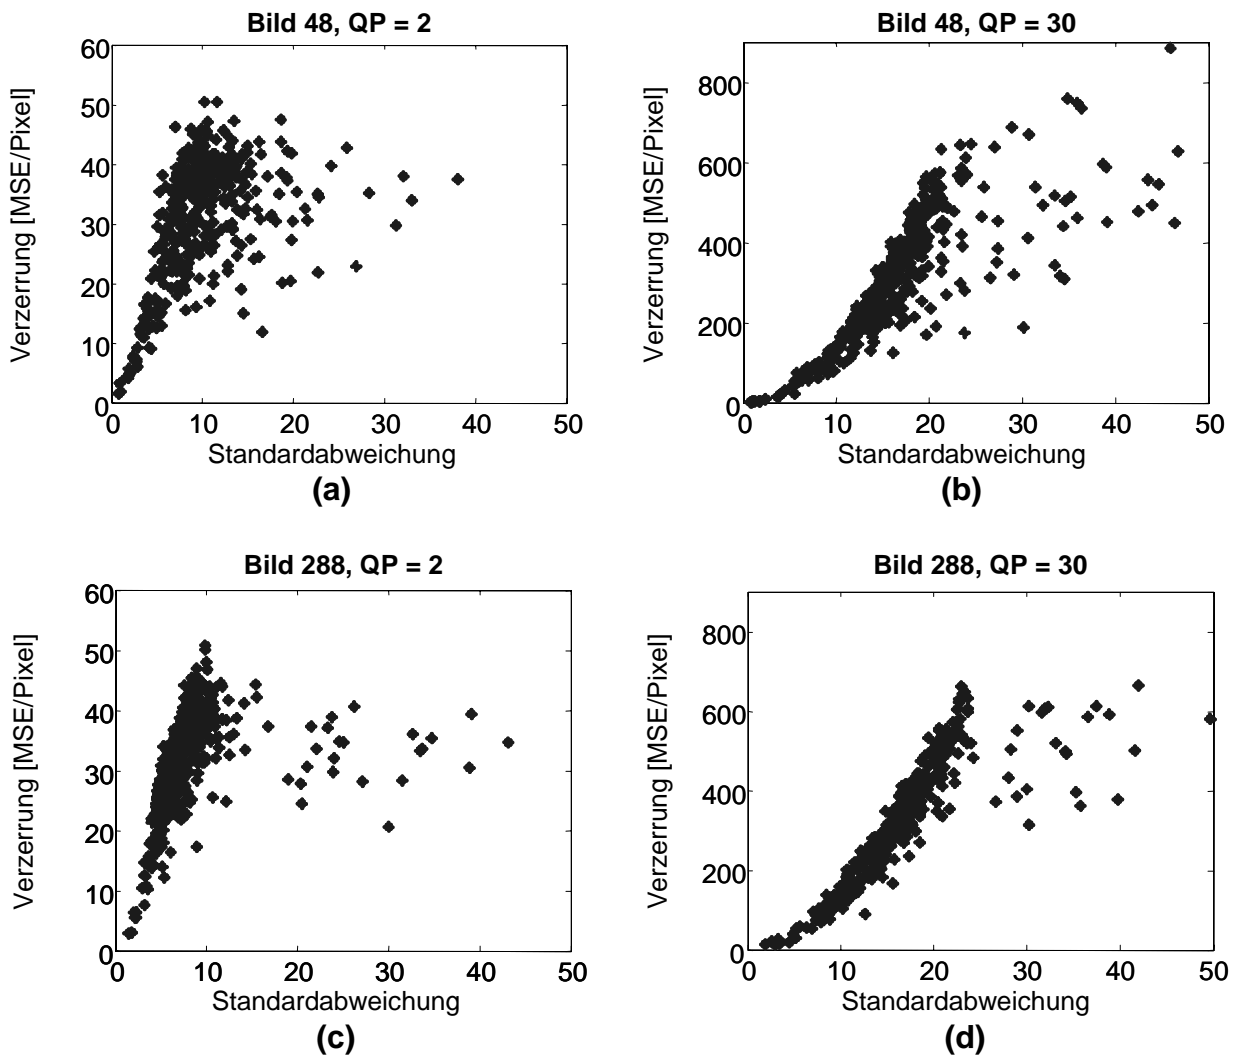 Bild 48, QP = 2
Verzerrung [MSE/Pixel]
60
50
40
30
20
10
0
0 10 20 30 40 50
Standardabweichung
(a)
Bild 48, QP = 30
Verzerrung [MSE/Pixel]
800
600
400
200
0
0 10 20 30 40 50
Standardabweichung
(b)
Bild 288, QP = 2
Verzerrung [MSE/Pixel]
60
50
40
30
20
10
0
0 10 20 30 40 50
Standardabweichung
(c)
Bild 288, QP = 30
Verzerrung [MSE/Pixel]
800
600
400
200
0
0 10 20 30 40 50
Standardabweichung
(d)